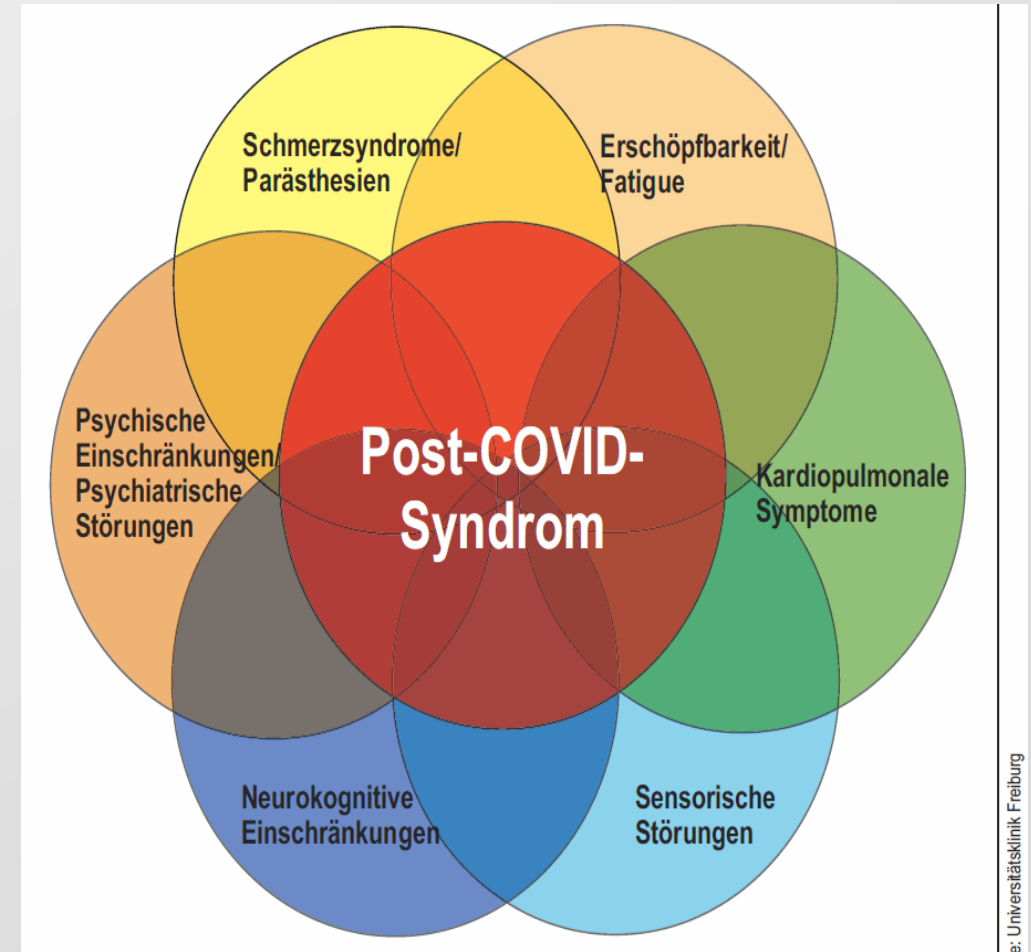 Schmerzsyndrome/
Parästhesien
Erschöpfbarkeit/
Fatigue
Psychische
Einschränkungen/
Psychiatrische
Störungen
Post-COVID-
Syndrom
Kardiopulmonale
Symptome
Neurokognitive
Einschränkungen
Sensorische
Störungen
Universitätsklinik Freiburg